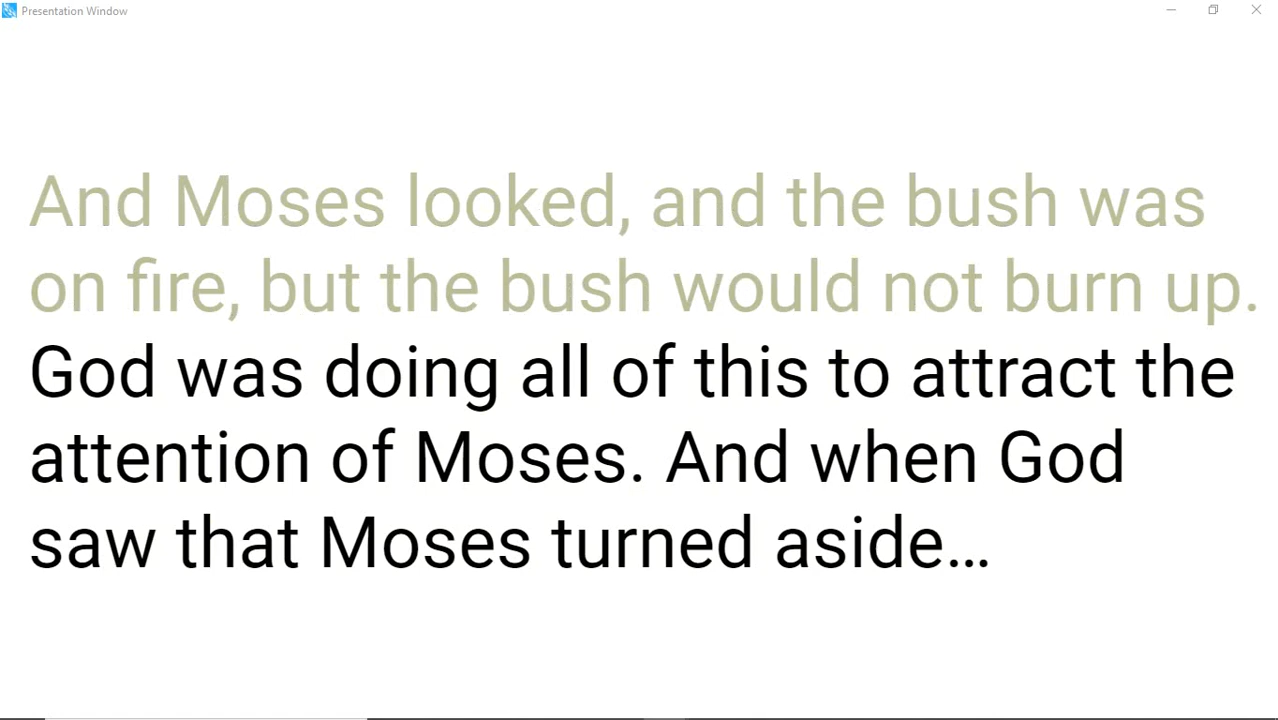 Presentation Window
And Moses looked, and the bush was
on fire, but the bush would not burn up.
God was doing all of this to attract the
attention of Moses. And when God
saw that Moses turned aside...